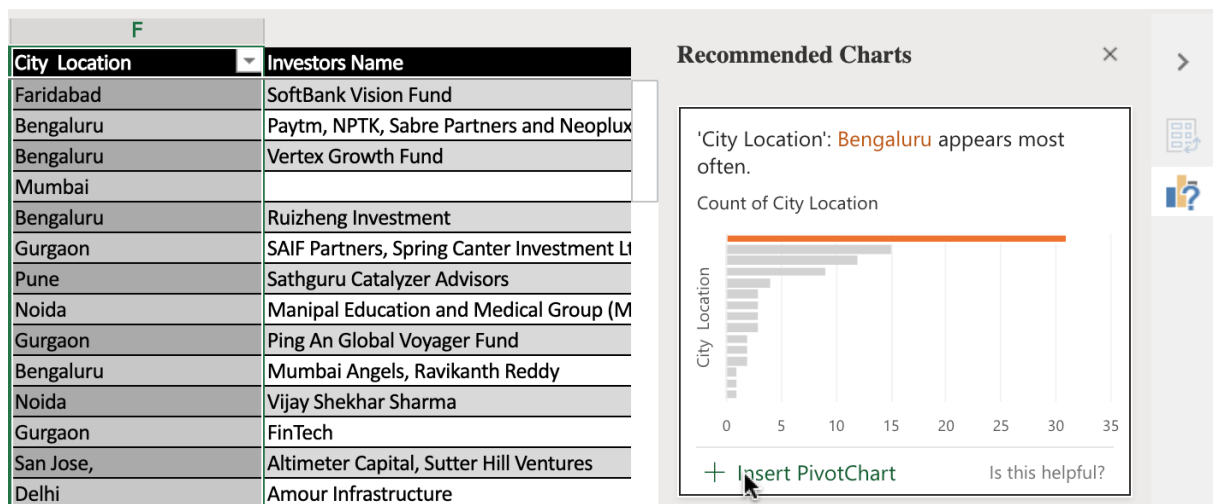 F
City  Location Investors Name
Faridabad SoftBank Vision Fund
Bengaluru Paytm, NPTK, Sabre Partners and Neoplux
Bengaluru Vertex Growth Fund
Mumbai
Bengaluru Ruizheng Investment
Gurgaon SAIF Partners, Spring Canter Investment Lt
Pune Sathguru Catalyzer Advisors
Noida Manipal Education and Medical Group (M
Gurgaon Ping An Global Voyager Fund
Bengaluru Mumbai Angels, Ravikanth Reddy
Noida Vijay Shekhar Sharma
Gurgaon FinTech
San Jose, Altimeter Capital, Sutter Hill Ventures
Delhi Amour Infrastructure
Recommended Charts
'City Location': Bengaluru appears most
often.
Count of City Location
City Location
0 5 10 15 20 25 30 35
Insert PivotChart Is this helpful?